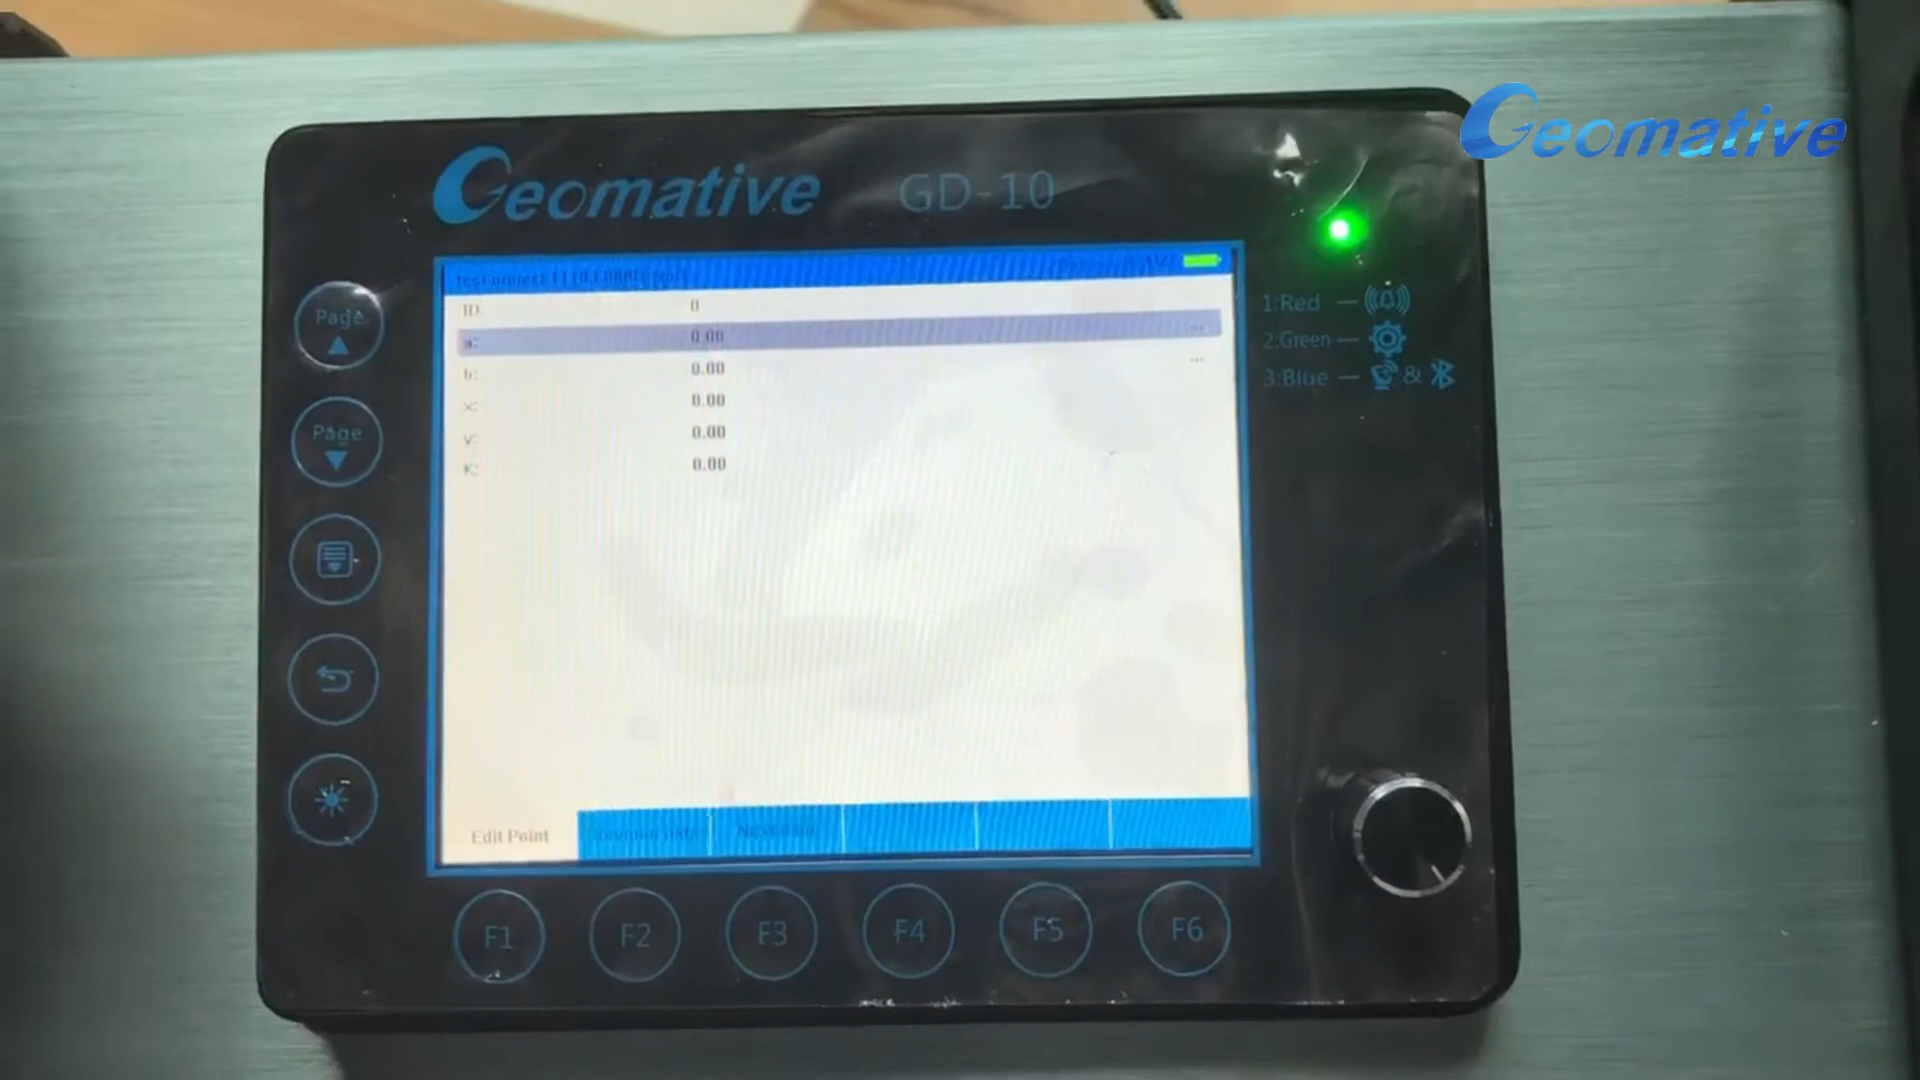 Geomative
Geomative GD-10
ID: 0
a: 0.00 ...
b: 0.00 ...
x: 0.00
y: 0.00
K: 0.00
Edit Point
Page
Page
1:Red —
2:Green —
3:Blue — &
F1 F2 F3 F4 F5 F6